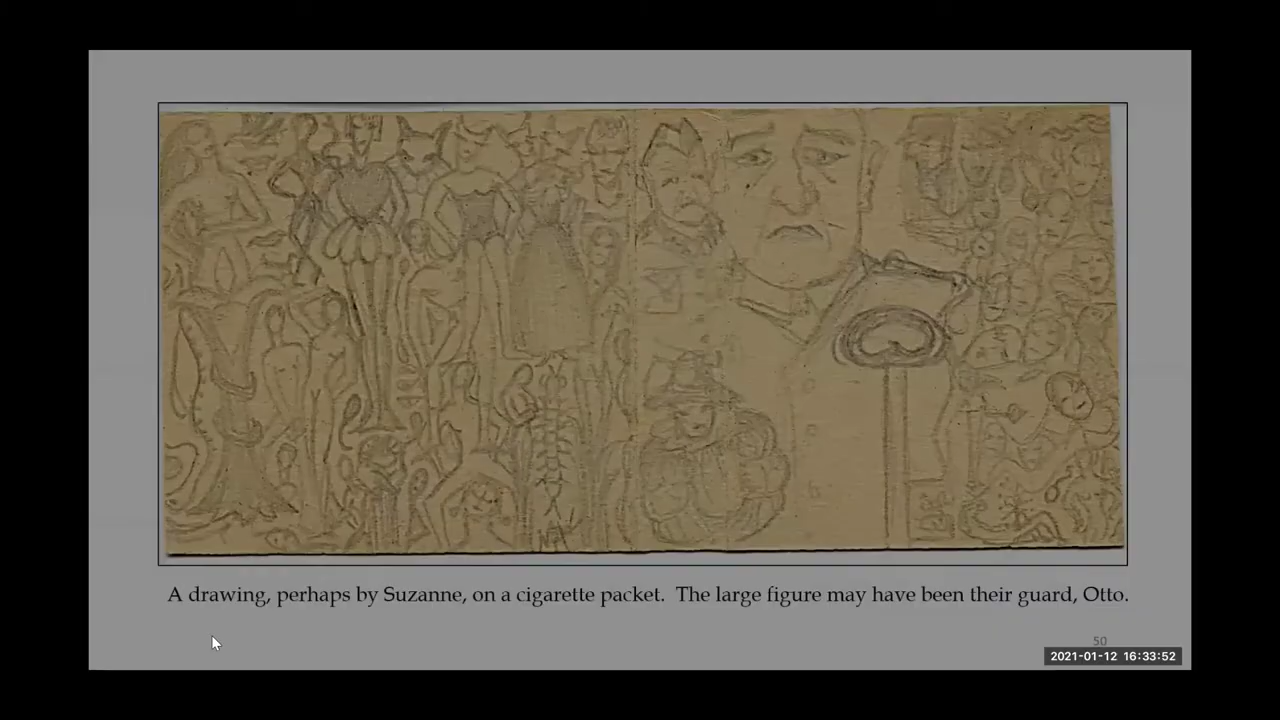 A drawing, perhaps by Suzanne, on a cigarette packet. The large figure may have been their guard, Otto.
50
2021-01-12 16:33:52